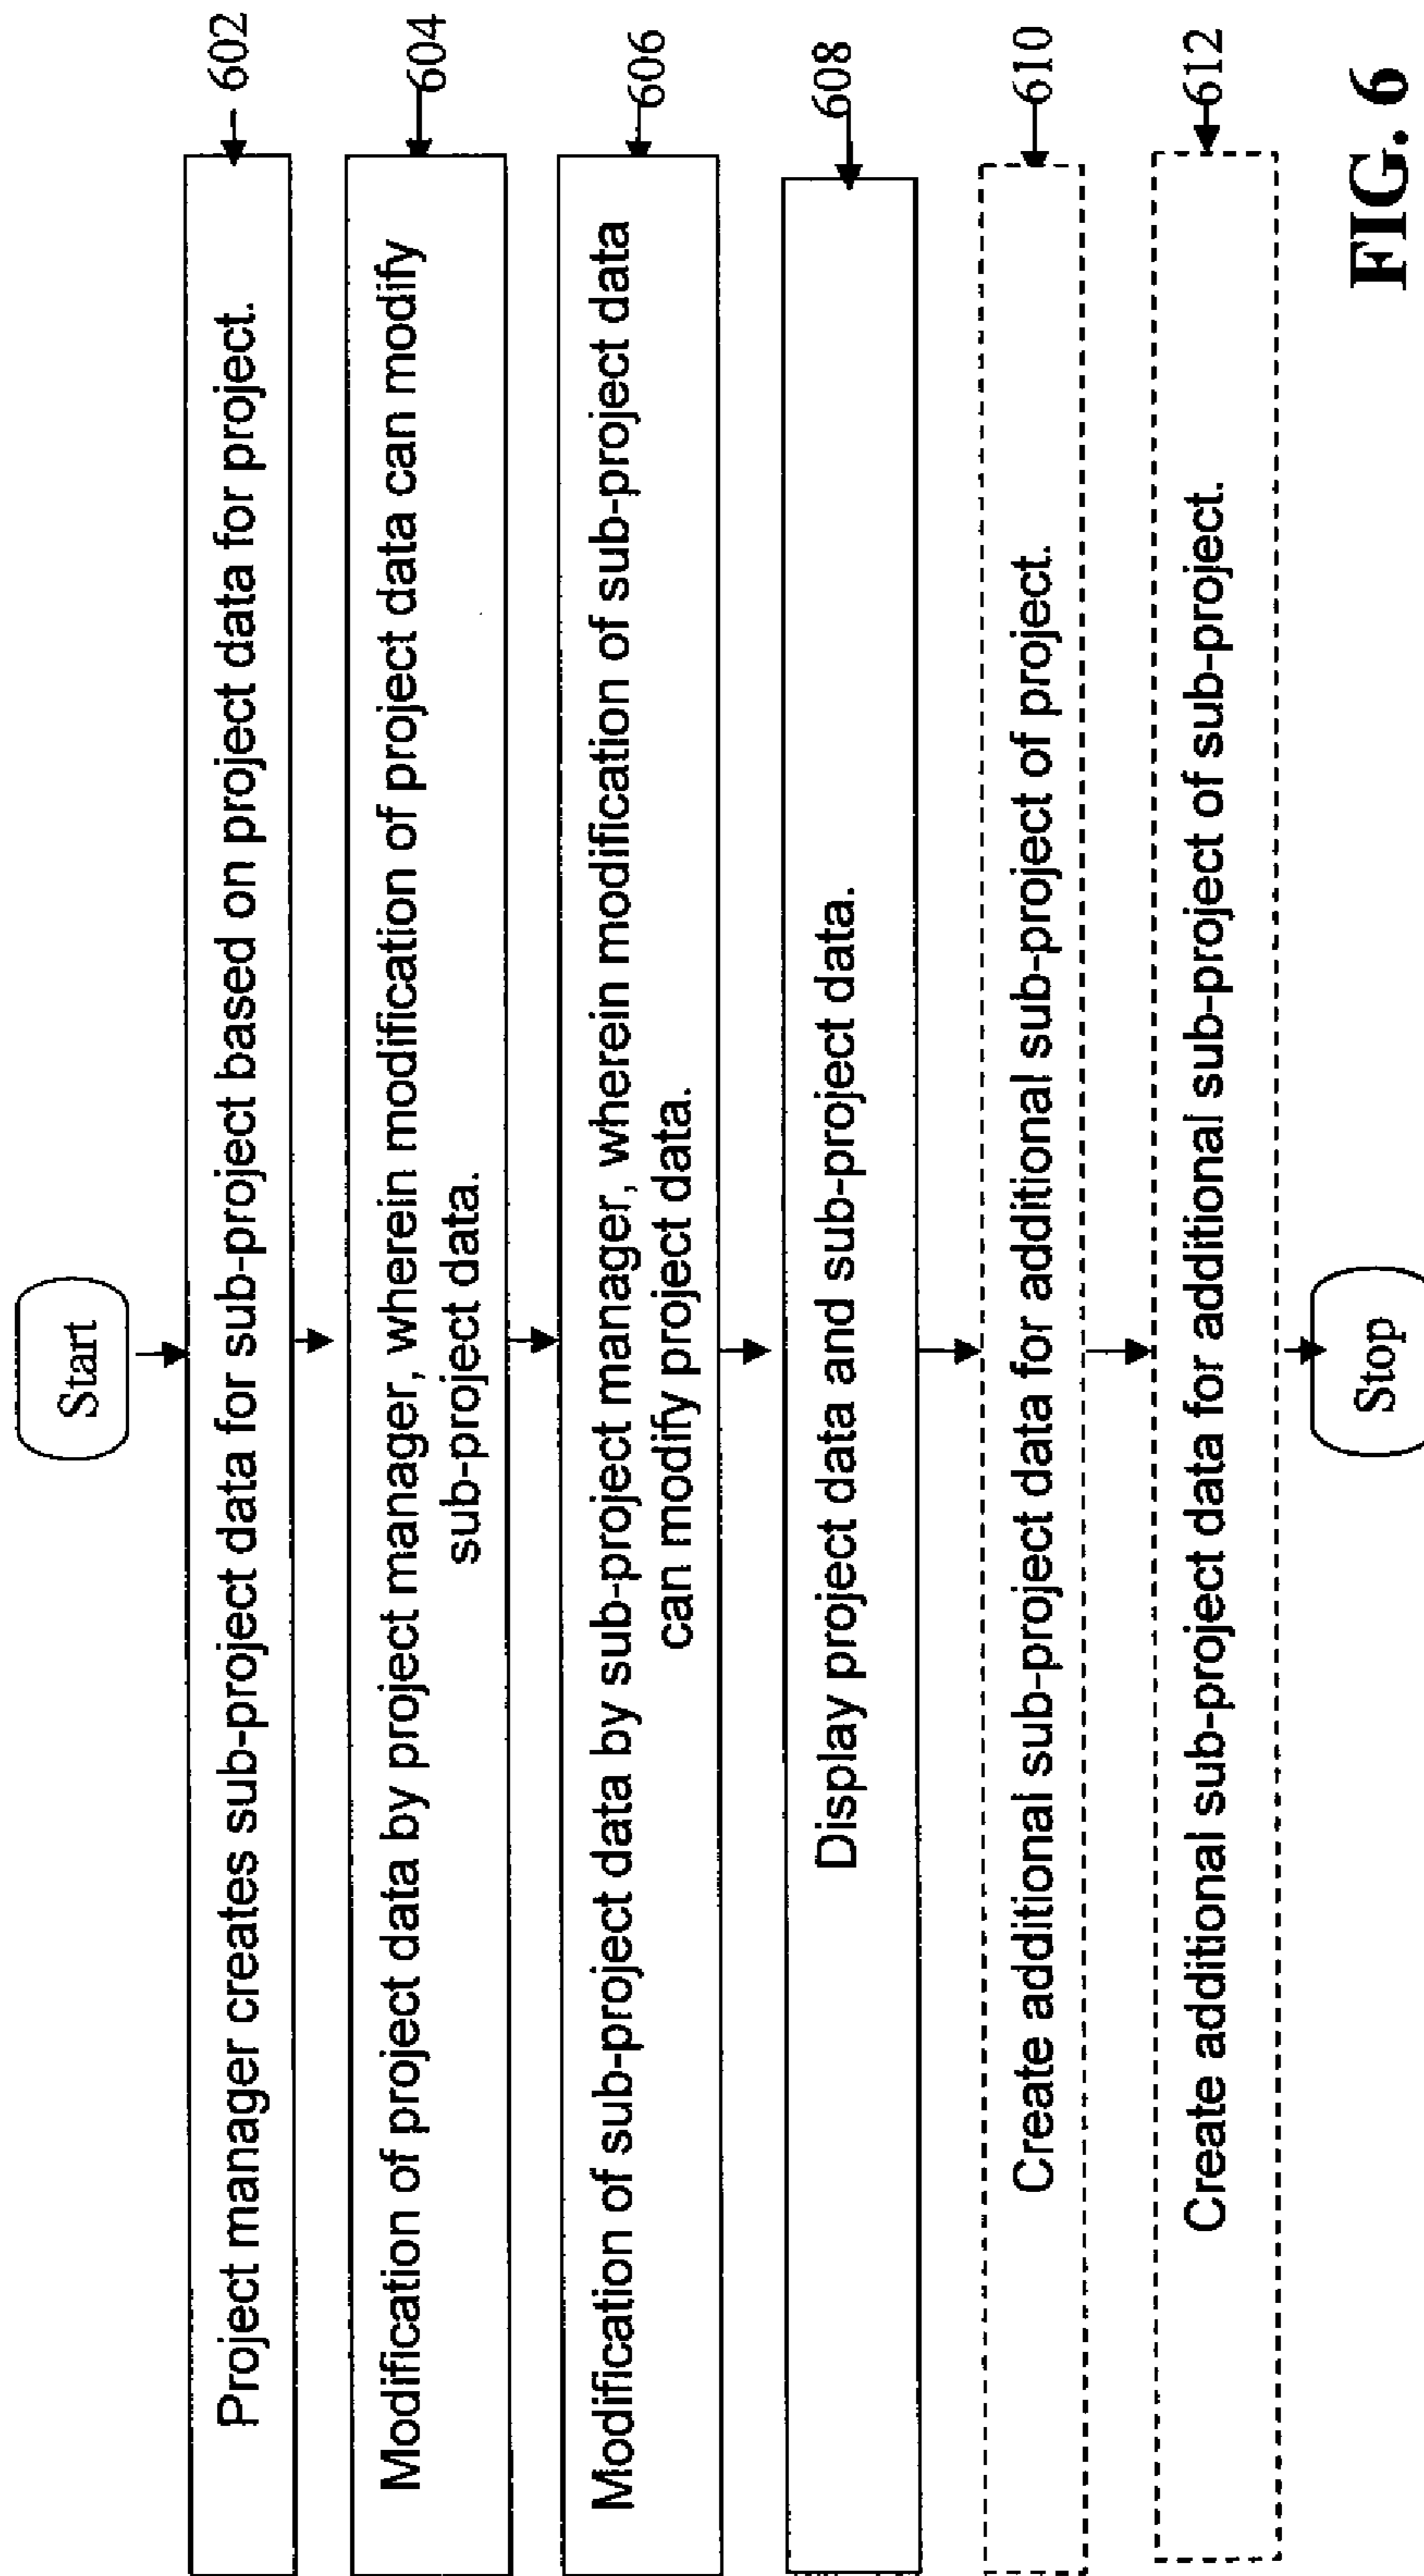 Start
Project manager creates sub-project data for sub-project based on project data for project.
602
Modification of project data by project manager, wherein modification of project data can modify
sub-project data.
604
Modification of sub-project data by sub-project manager, wherein modification of sub-project data
can modify project data.
606
Display project data and sub-project data.
608
Create additional sub-project data for additional sub-project of project.
610
Create additional sub-project data for additional sub-project of sub-project.
612
Stop
FIG. 6